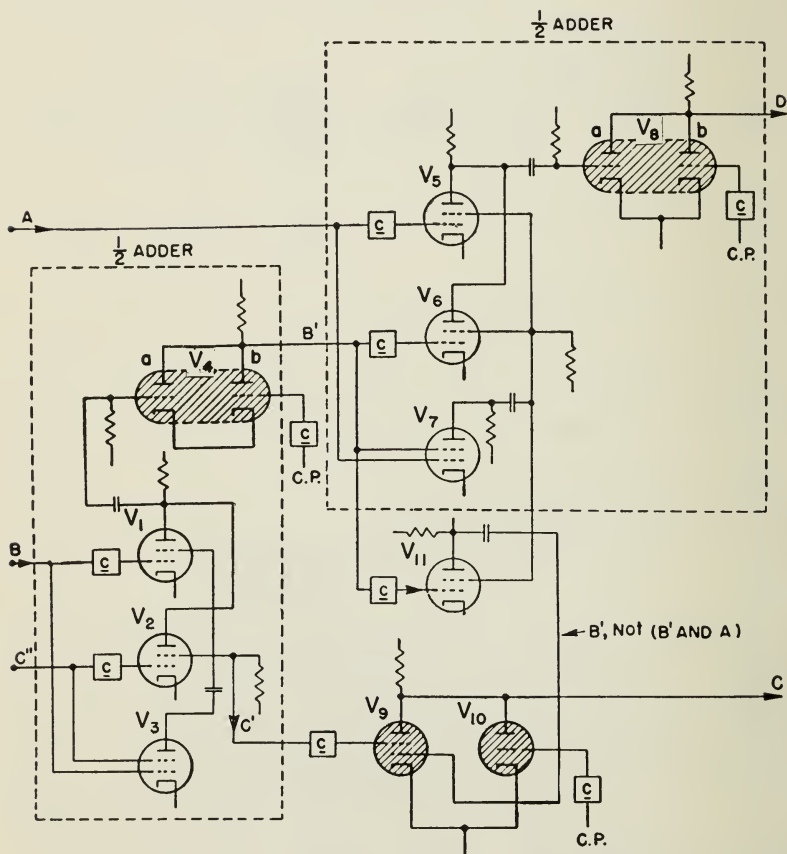 1/2 ADDER
D
a V8 b
C
C.P.
V5
A
C
1/2 ADDER
V6
B'
C
a V4 b
C
C.P.
V7
V1
B
C
V11
C
B', NOT (B' AND A)
V2
C"
C
V3
C'
C
V9
V10
C
C
C.P.